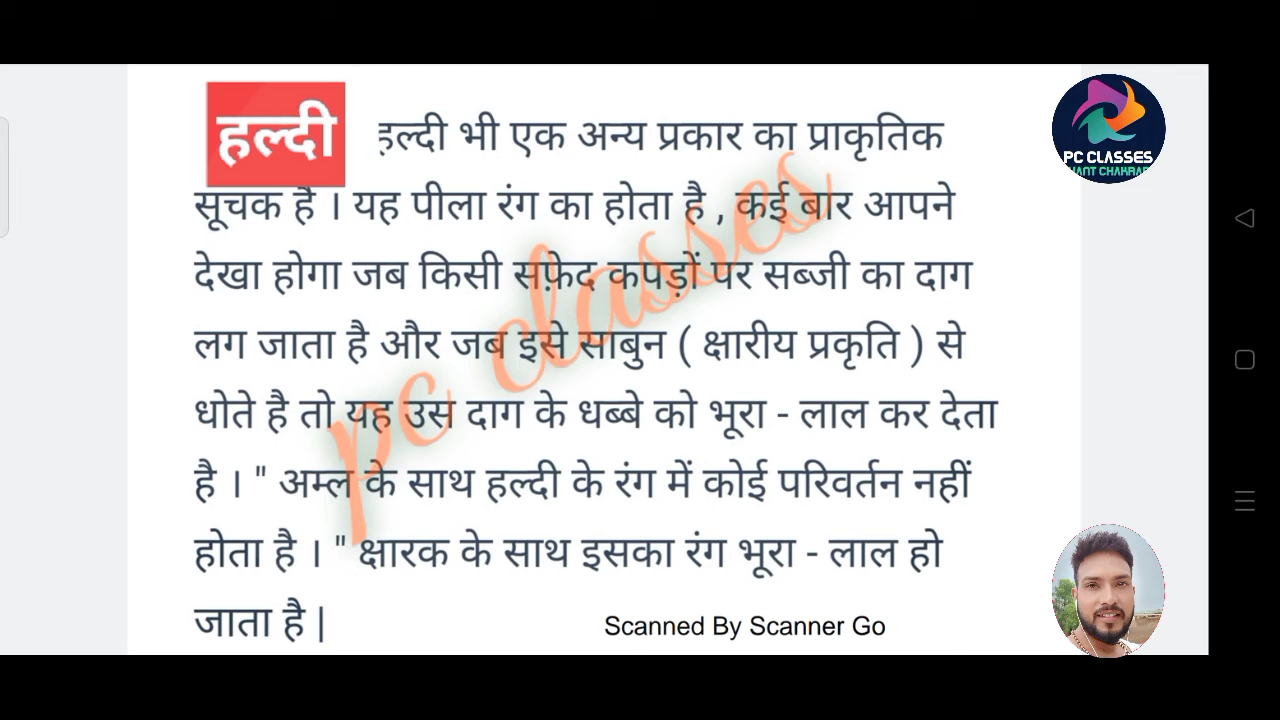 हल्दी
हल्दी भी एक अन्य प्रकार का प्राकृतिक
सूचक है । यह पीला रंग का होता है , कई बार आपने
देखा होगा जब किसी सफ़ेद कपड़ों पर सब्जी का दाग
लग जाता है और जब इसे साबुन ( क्षारीय प्रकृति ) से
धोते है तो यह उस दाग के धब्बे को भूरा - लाल कर देता
है । " अम्ल के साथ हल्दी के रंग में कोई परिवर्तन नहीं
होता है । " क्षारक के साथ इसका रंग भूरा - लाल हो
जाता है |
Scanned By Scanner Go
pc classes
PC CLASSES